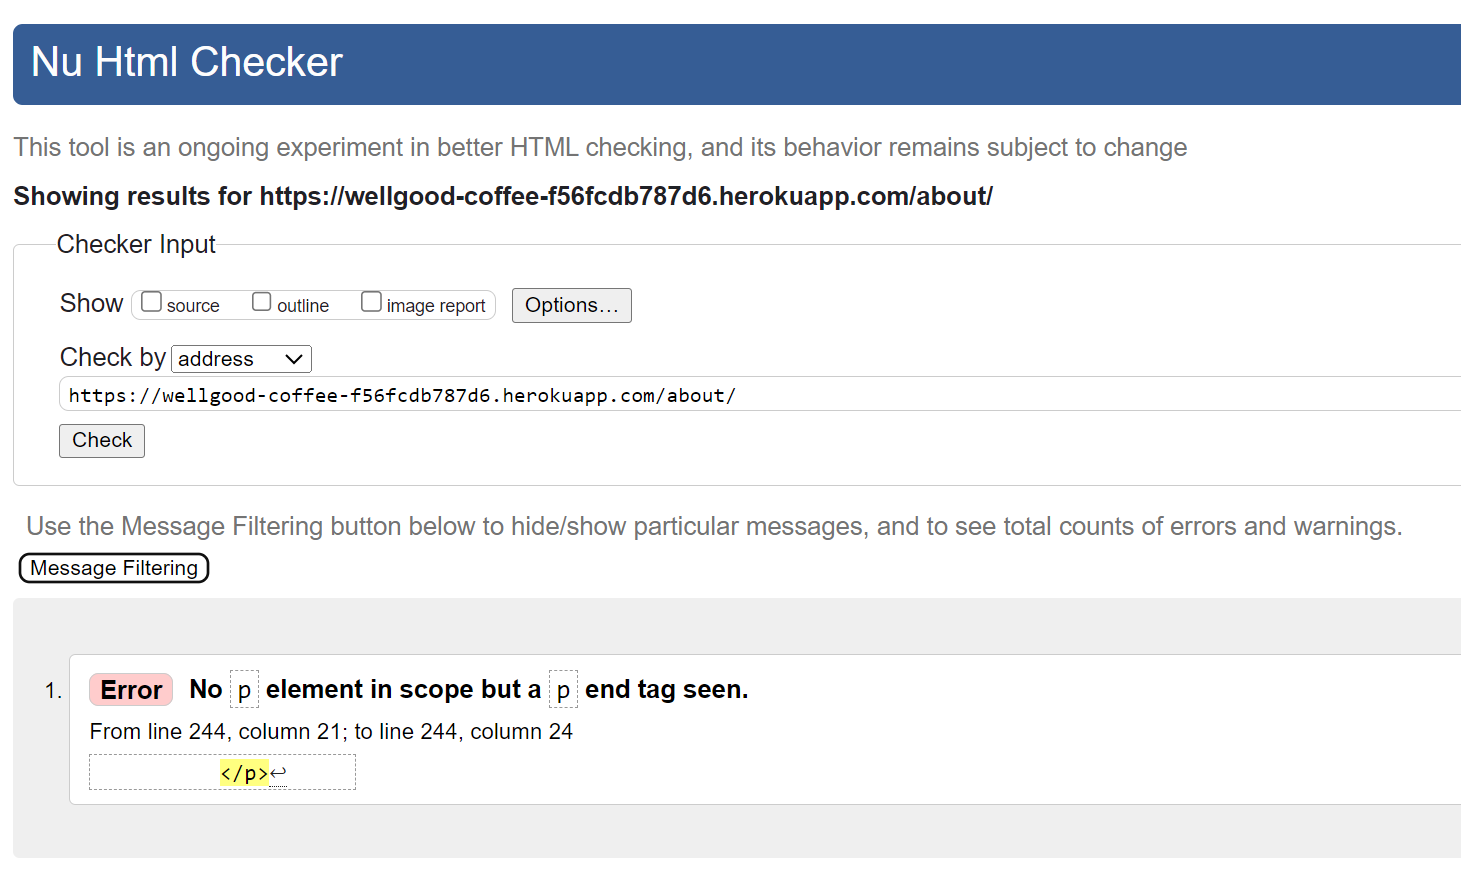 Nu Html Checker
This tool is an ongoing experiment in better HTML checking, and its behavior remains subject to change
Showing results for https://wellgood-coffee-f56fcdb787d6.herokuapp.com/about/
Checker Input
Show source outline image report Options…
Check by address
https://wellgood-coffee-f56fcdb787d6.herokuapp.com/about/
Check
Use the Message Filtering button below to hide/show particular messages, and to see total counts of errors and warnings.
Message Filtering
1. Error No p element in scope but a p end tag seen.
From line 244, column 21; to line 244, column 24
</p>↩